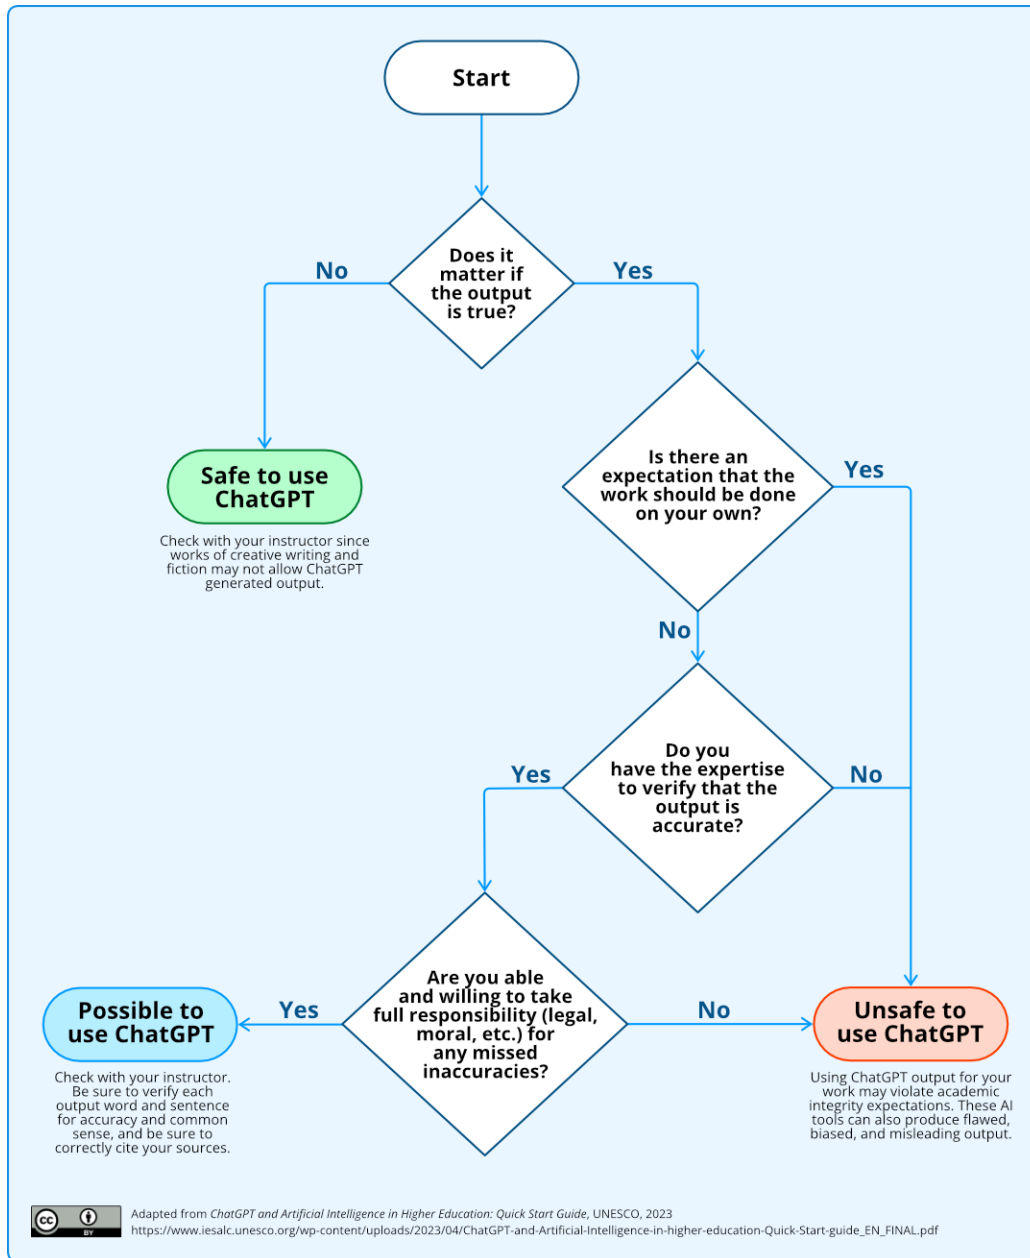 Start
Does it
matter if
the output
is true?
No
Yes
Safe to use
ChatGPT
Check with your instructor since
works of creative writing and
fiction may not allow ChatGPT
generated output.
Is there an
expectation that the
work should be done
on your own?
Yes
No
Do you
have the expertise
to verify that the
output is
accurate?
Yes
No
Are you able
and willing to take
full responsibility (legal,
moral, etc.) for
any missed
inaccuracies?
Yes
No
Possible to
use ChatGPT
Check with your instructor.
Be sure to verify each
output word and sentence
for accuracy and common
sense, and be sure to
correctly cite your sources.
Unsafe to
use ChatGPT
Using ChatGPT output for your
work may violate academic
integrity expectations. These AI
tools can also produce flawed,
biased, and misleading output.
cc
BY
Adapted from ChatGPT and Artificial Intelligence in Higher Education: Quick Start Guide, UNESCO, 2023
https://www.iesalc.unesco.org/wp-content/uploads/2023/04/ChatGPT-and-Artificial-Intelligence-in-higher-education-Quick-Start-guide_EN_FINAL.pdf